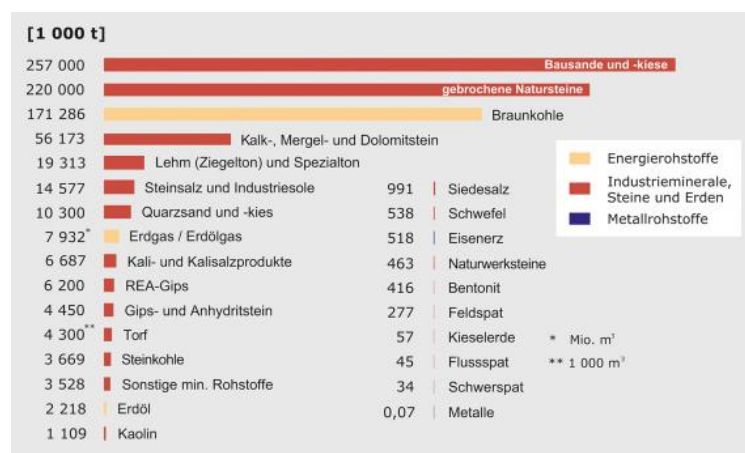 [1 000 t]
257 000 Bausande und -kiese
220 000 gebrochene Natursteine
171 286 Braunkohle
56 173 Kalk-, Mergel- und Dolomitstein
19 313 Lehm (Ziegelton) und Spezialton
14 577 Steinsalz und Industriesole
10 300 Quarzsand und -kies
7 932* Erdgas / Erdölgas
6 687 Kali- und Kalisalzprodukte
6 200 REA-Gips
4 450 Gips- und Anhydritstein
4 300** Torf
3 669 Steinkohle
3 528 Sonstige min. Rohstoffe
2 218 Erdöl
1 109 Kaolin
991 Siedesalz
538 Schwefel
518 Eisenerz
463 Naturwerksteine
416 Bentonit
277 Feldspat
57 Kieselerde
45 Flussspat
34 Schwerspat
0,07 Metalle
Energierohstoffe
Industrieminerale,
Steine und Erden
Metallrohstoffe
* Mio. m³
** 1 000 m³